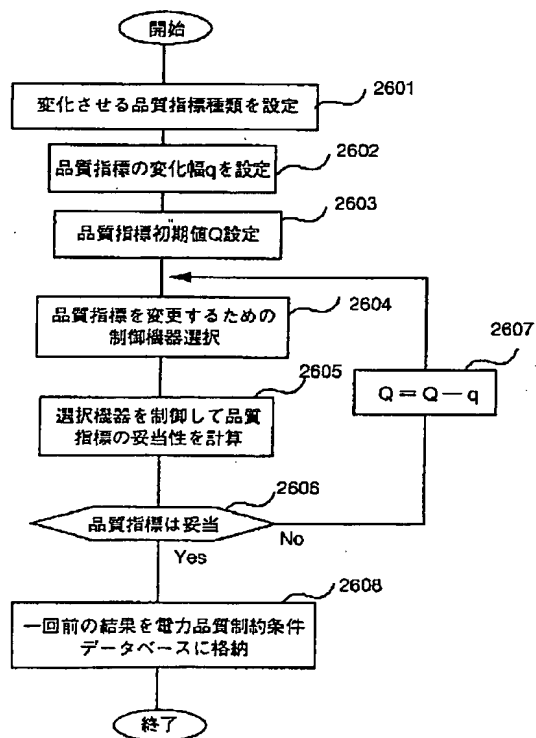 開始
変化させる品質指標種類を設定
2601
品質指標の変化幅qを設定
2602
品質指標初期値Q設定
2603
品質指標を変更するための
制御機器選択
2604
選択機器を制御して品質
指標の妥当性を計算
2605
品質指標は妥当
2606
No
Yes
Q=Q-q
2607
一回前の結果を電力品質制約条件
データベースに格納
2608
終了